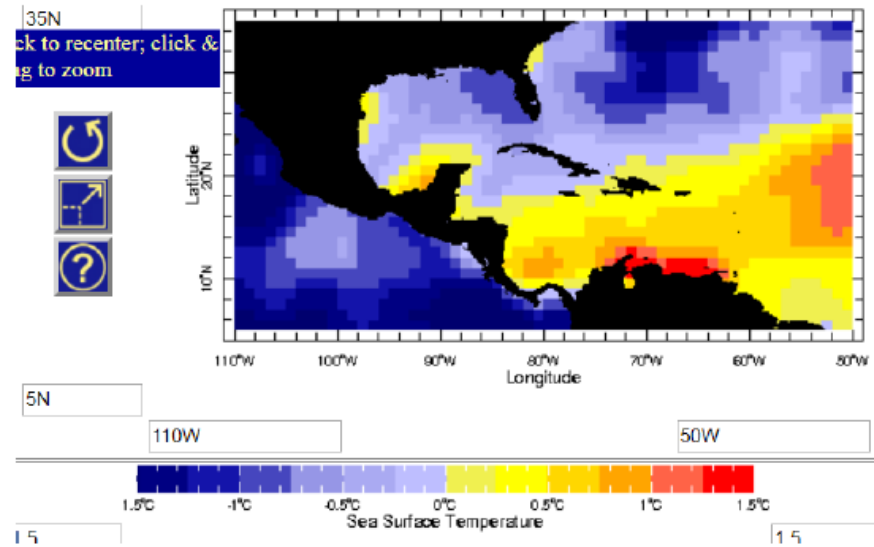 35N
ck to recenter; click &
ng to zoom
?
Latitude
20°N
10°N
110°W 100°W 90°W 80°W 70°W 60°W 50°W
Longitude
5N
110W 50W
1.5°C -1°C -0.5°C 0°C 0.5°C 1°C 1.5°C
Sea Surface Temperature
1.5 1.5